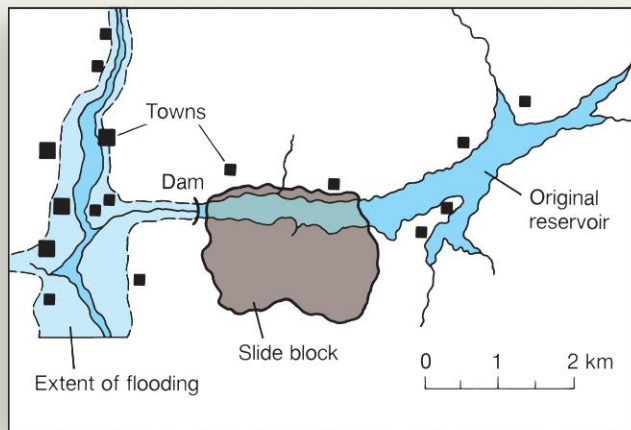 Towns
Dam
Original
reservoir
Slide block
0 1 2 km
Extent of flooding